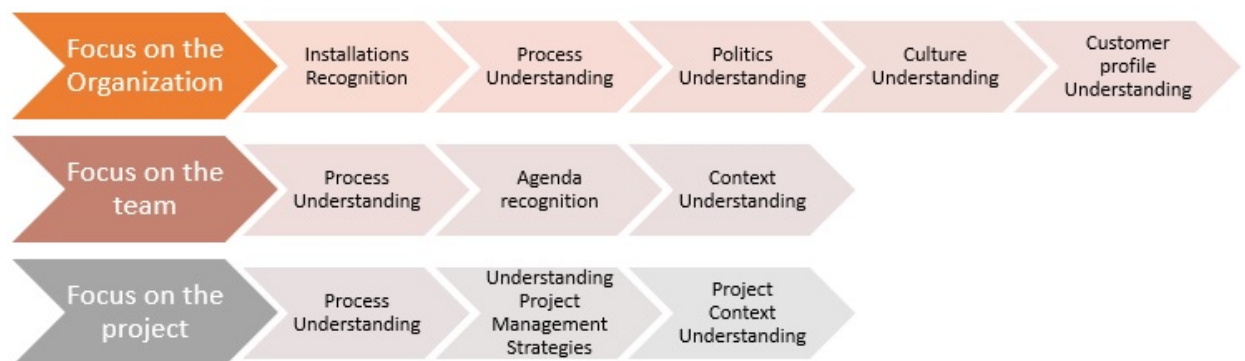 Focus on the
Organization
Installations
Recognition
Process
Understanding
Politics
Understanding
Culture
Understanding
Customer
profile
Understanding
Focus on the
team
Process
Understanding
Agenda
recognition
Context
Understanding
Focus on the
project
Process
Understanding
Understanding
Project
Management
Strategies
Project
Context
Understanding